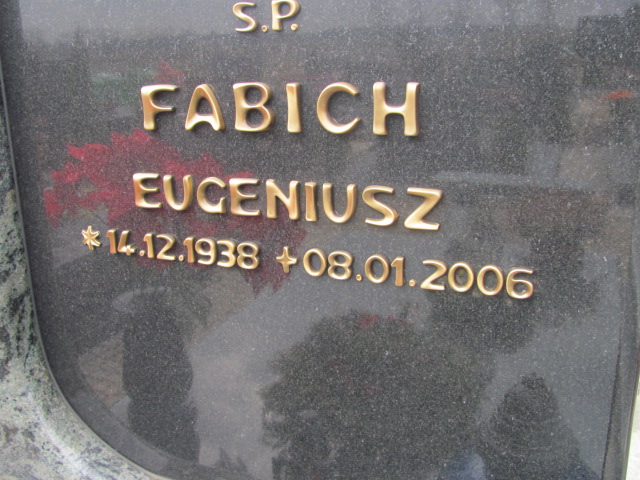 S.P.
FABICH
EUGENIUSZ
*14.12.1938 +08.01.2006